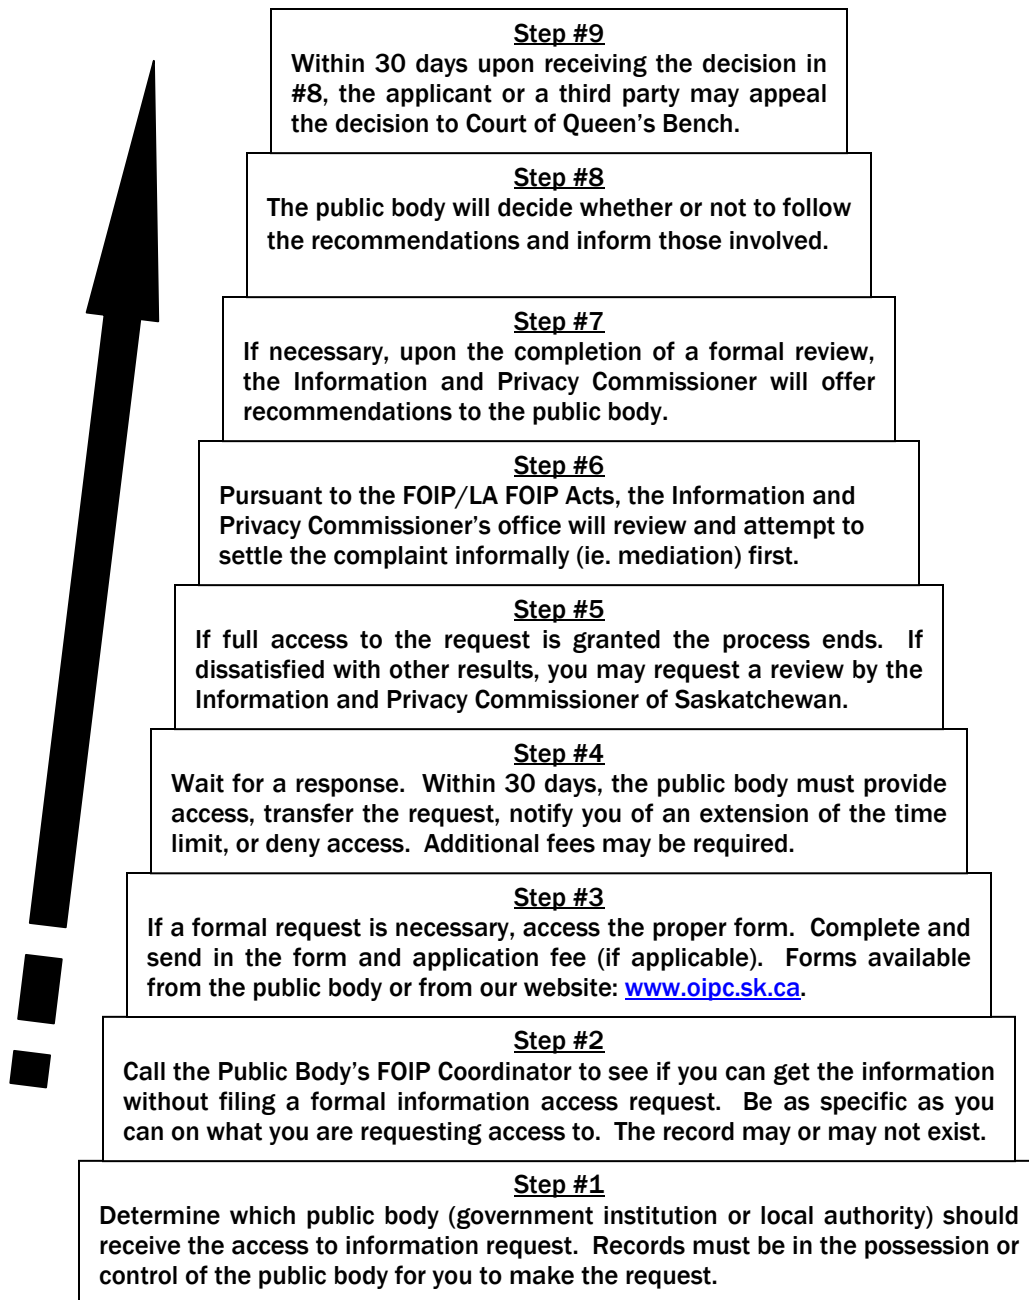 Step #9
Within 30 days upon receiving the decision in
#8, the applicant or a third party may appeal
the decision to Court of Queen's Bench.
Step #8
The public body will decide whether or not to follow
the recommendations and inform those involved.
Step #7
If necessary, upon the completion of a formal review,
the Information and Privacy Commissioner will offer
recommendations to the public body.
Step #6
Pursuant to the FOIP/LA FOIP Acts, the Information and
Privacy Commissioner's office will review and attempt to
settle the complaint informally (ie. mediation) first.
Step #5
If full access to the request is granted the process ends.  If
dissatisfied with other results, you may request a review by the
Information and Privacy Commissioner of Saskatchewan.
Step #4
Wait for a response.  Within 30 days, the public body must provide
access, transfer the request, notify you of an extension of the time
limit, or deny access.  Additional fees may be required.
Step #3
If a formal request is necessary, access the proper form.  Complete and
send in the form and application fee (if applicable).  Forms available
from the public body or from our website: www.oipc.sk.ca.
Step #2
Call the Public Body's FOIP Coordinator to see if you can get the information
without filing a formal information access request.  Be as specific as you
can on what you are requesting access to.  The record may or may not exist.
Step #1
Determine which public body (government institution or local authority) should
receive the access to information request.  Records must be in the possession or
control of the public body for you to make the request.